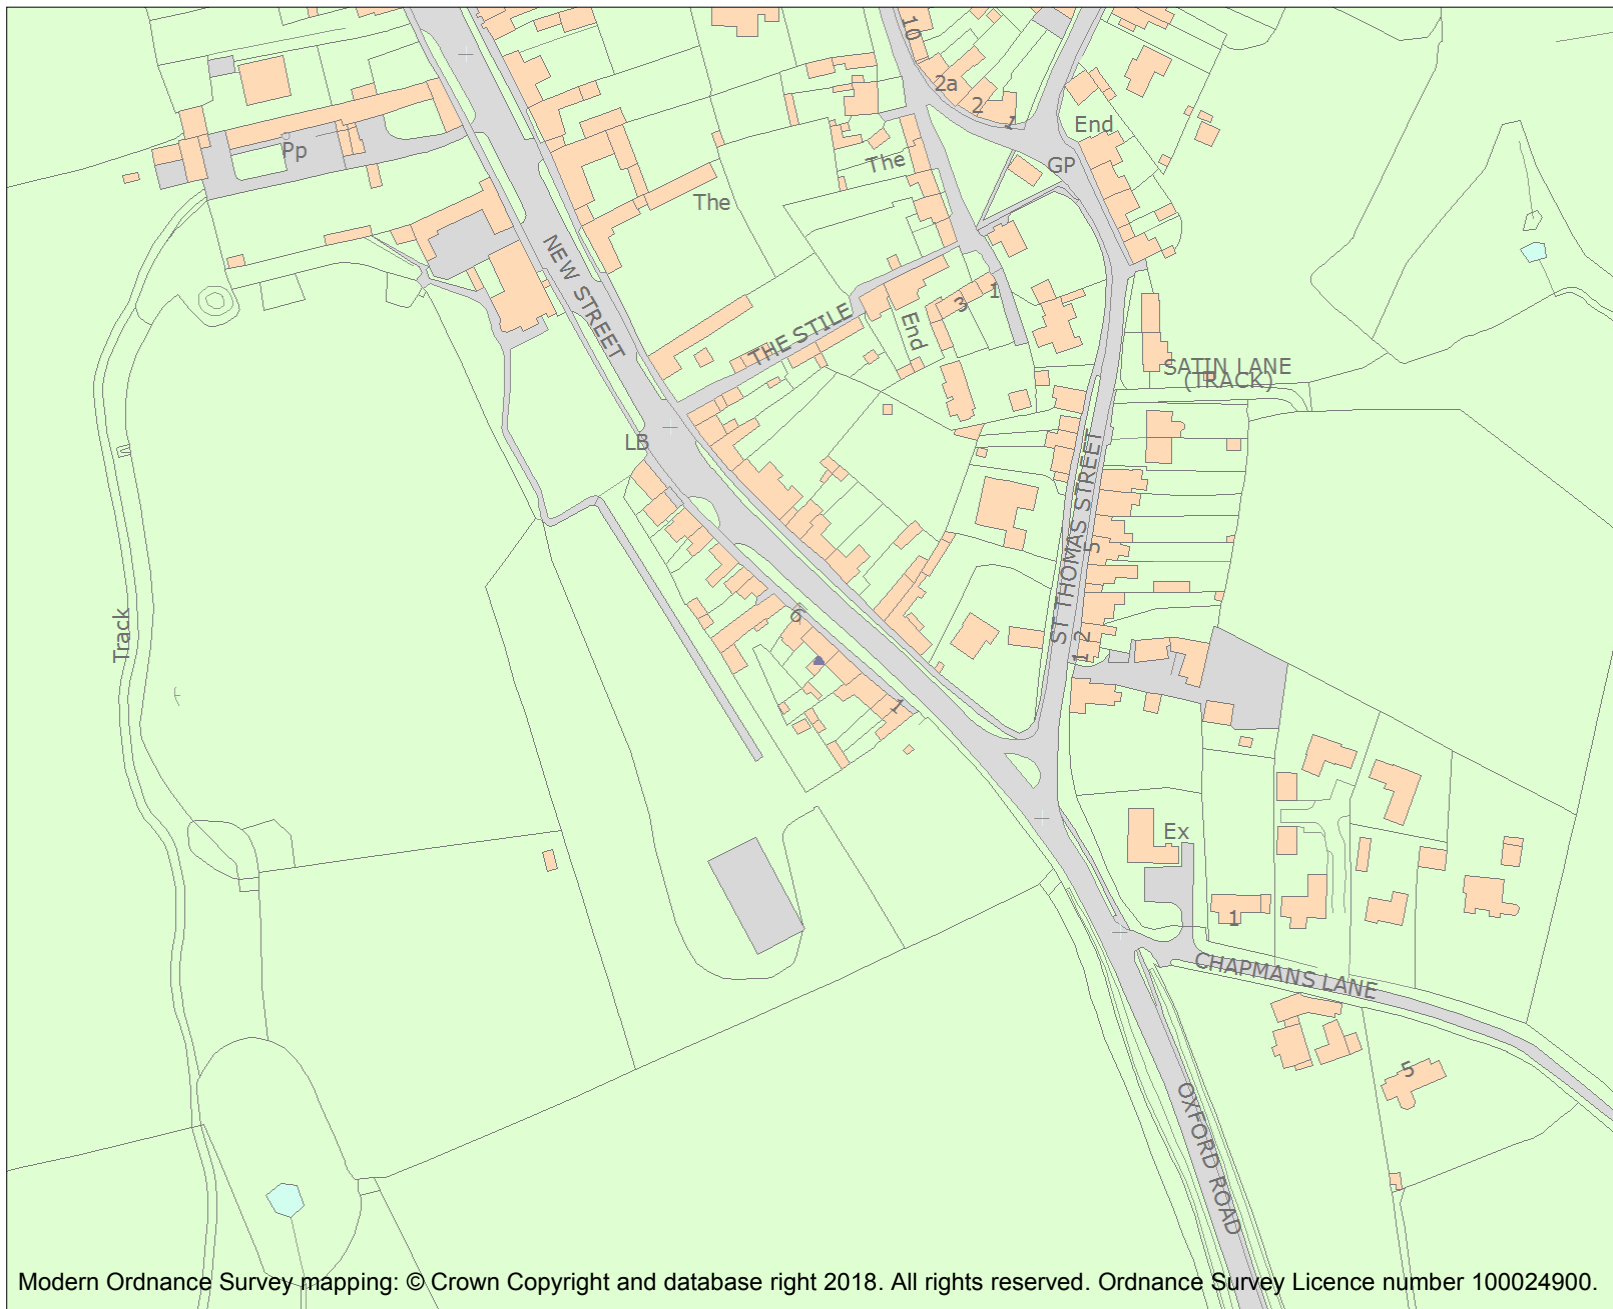 10
2a
2
1
End
Pp
The
GP
The
NEW STREET
3
1
THE STILE
End
SATIN LANE
(TRACK)
LB
ST THOMAS STREET
5
Track
6
1 2
1
Ex
1
CHAPMANS LANE
5
OXFORD ROAD
Modern Ordnance Survey mapping: © Crown Copyright and database right 2018. All rights reserved. Ordnance Survey Licence number 100024900.